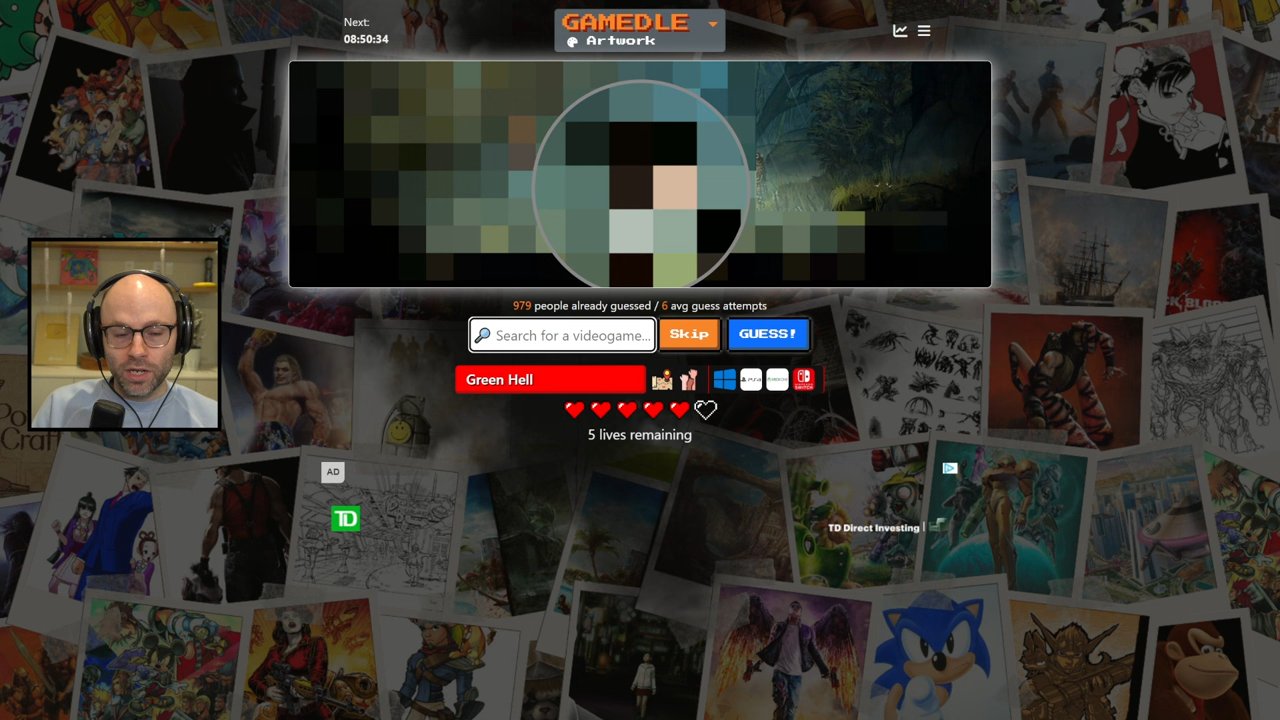 Next:
08:50:34
GAMEDLE
Artwork
979 people already guessed / 6 avg guess attempts
Search for a videogame...
Skip
GUESS!
Green Hell
5 lives remaining
AD
TD
TD Direct Investing